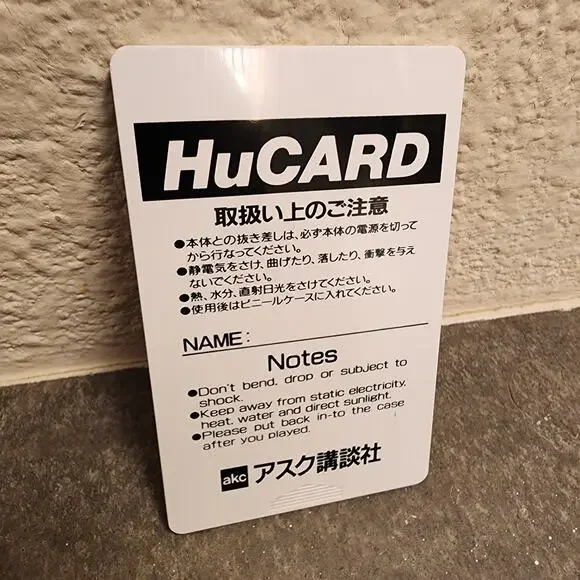 HuCARD
取扱い上のご注意
●本体との抜き差しは、必ず本体の電源を切って
から行なってください。
●静電気をさけ、曲げたり、落したり、衝撃を与え
ないでください。
●熱、水分、直射日光をさけてください。
●使用後はビニールケースに入れてください。
NAME:
Notes
●Don't bend, drop or subject to
shock.
●Keep away from static electricity,
heat, water and direct sunlight.
●Please put back in-to the case
after you played.
akc アスク講談社